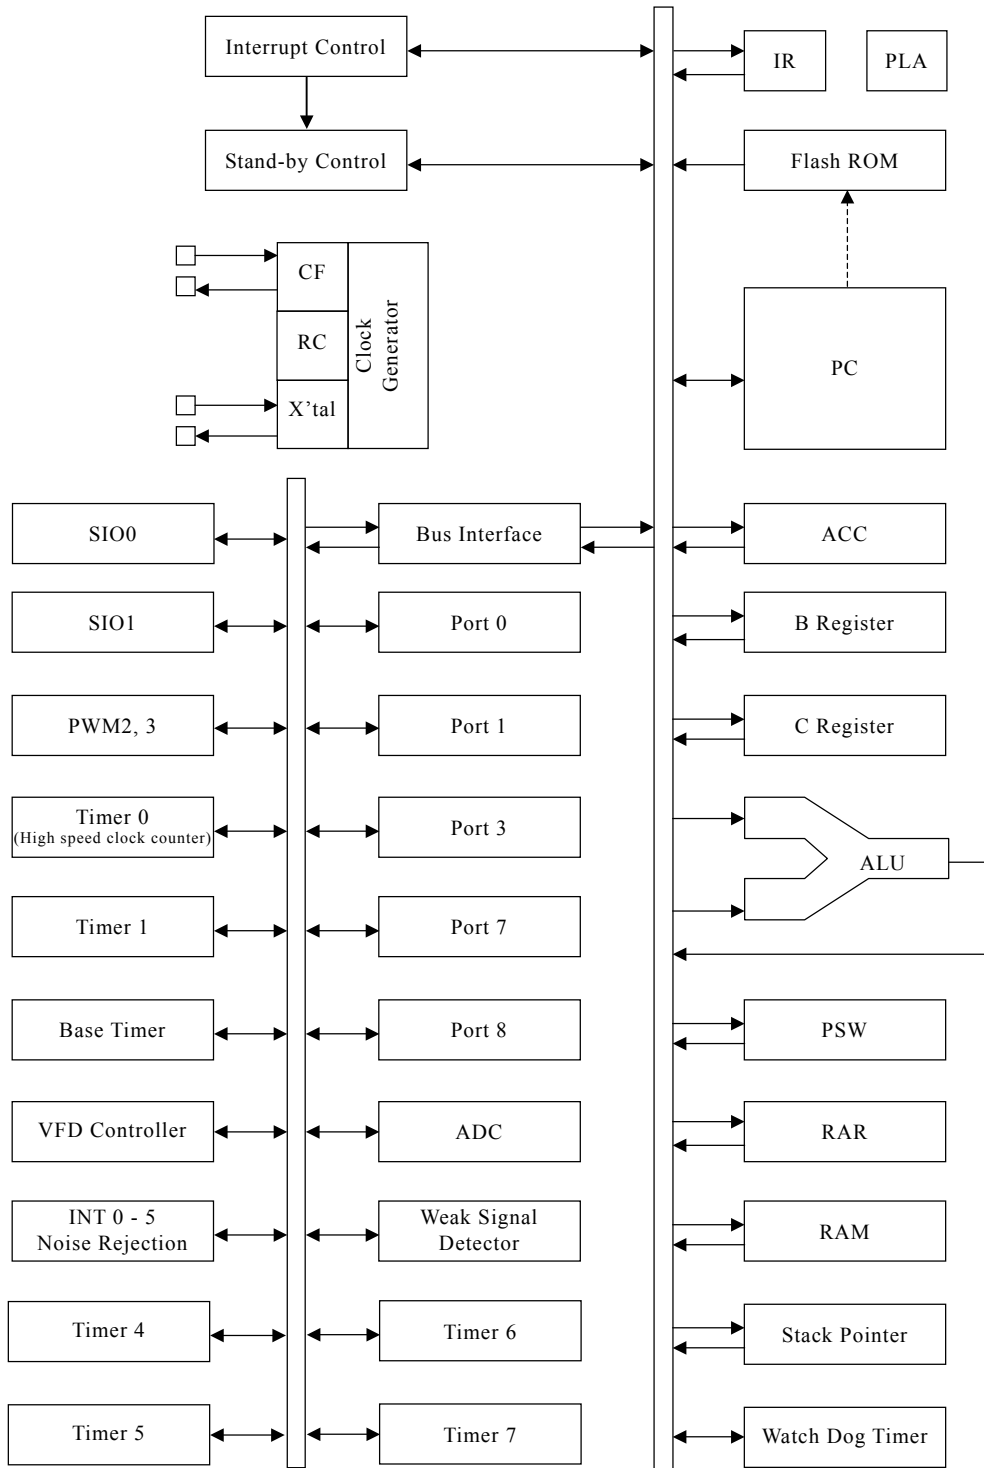 Interrupt Control
IR
PLA
Stand-by Control
Flash ROM
CF
RC
X'tal
Clock
Generator
PC
SIO0
Bus Interface
ACC
SIO1
Port 0
B Register
PWM2, 3
Port 1
C Register
Timer 0
(High speed clock counter)
Port 3
ALU
Timer 1
Port 7
Base Timer
Port 8
PSW
VFD Controller
ADC
RAR
INT 0 - 5
Noise Rejection
Weak Signal
Detector
RAM
Timer 4
Timer 6
Stack Pointer
Timer 5
Timer 7
Watch Dog Timer